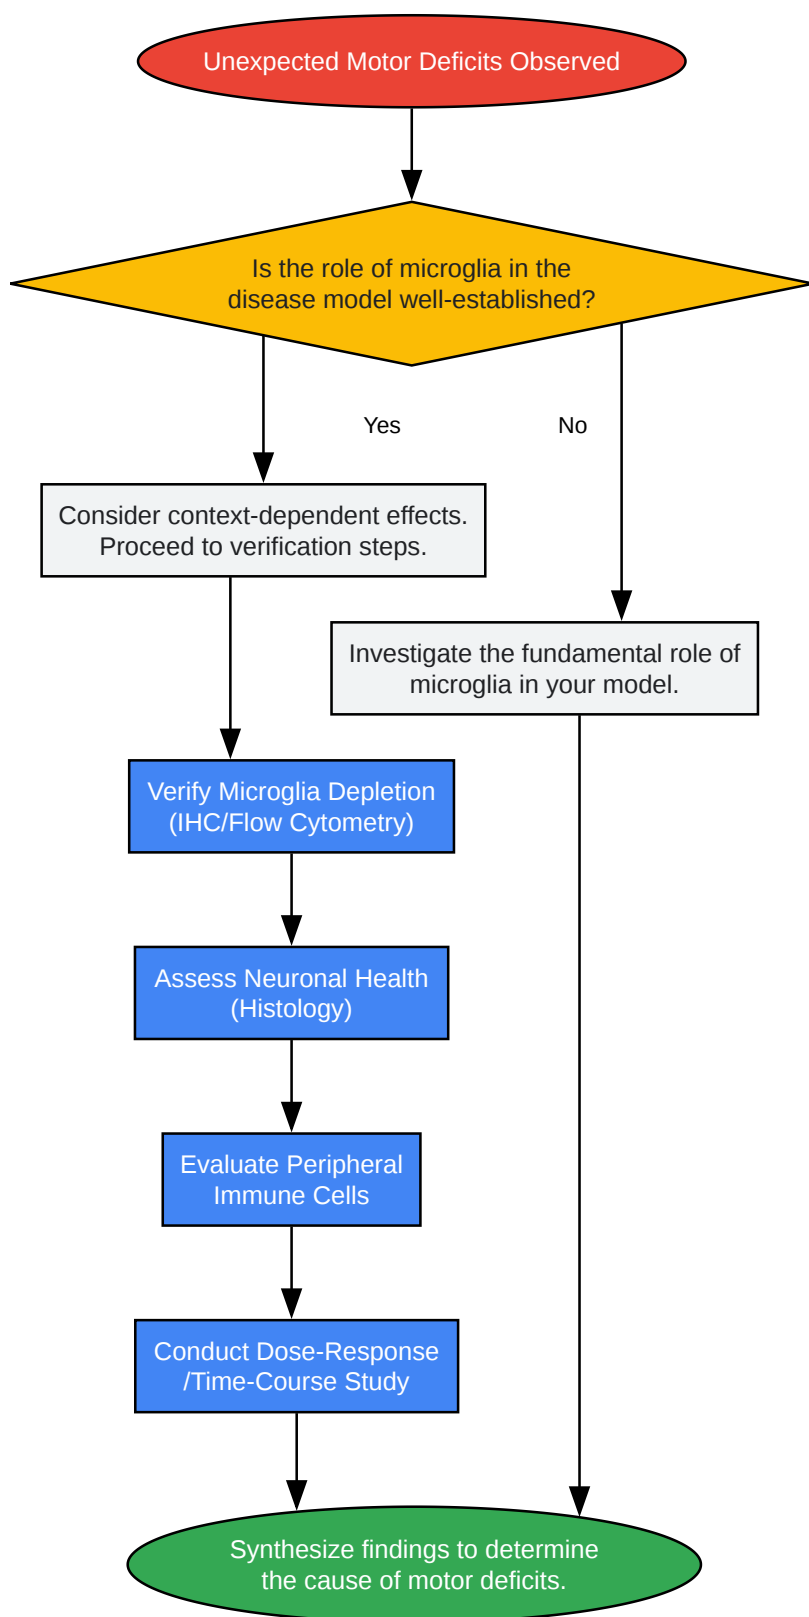 Unexpected Motor Deficits Observed
Is the role of microglia in the
disease model well-established?
Yes
No
Consider context-dependent effects.
Proceed to verification steps.
Investigate the fundamental role of
microglia in your model.
Verify Microglia Depletion
(IHC/Flow Cytometry)
Assess Neuronal Health
(Histology)
Evaluate Peripheral
Immune Cells
Conduct Dose-Response
/Time-Course Study
Synthesize findings to determine
the cause of motor deficits.